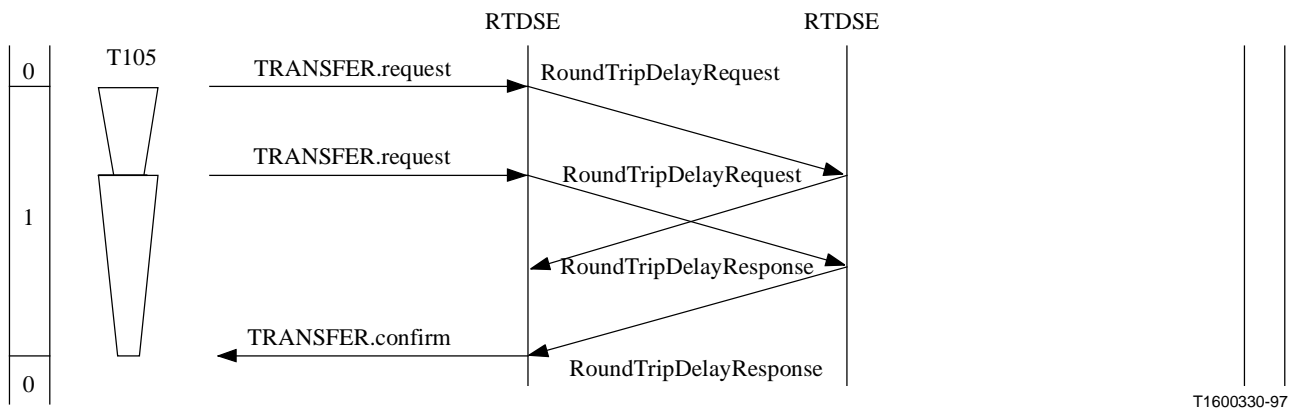 RTDSE RTDSE
T105
0
TRANSFER.request
RoundTripDelayRequest
TRANSFER.request
RoundTripDelayRequest
1
RoundTripDelayResponse
TRANSFER.confirm
RoundTripDelayResponse
0
T1600330-97